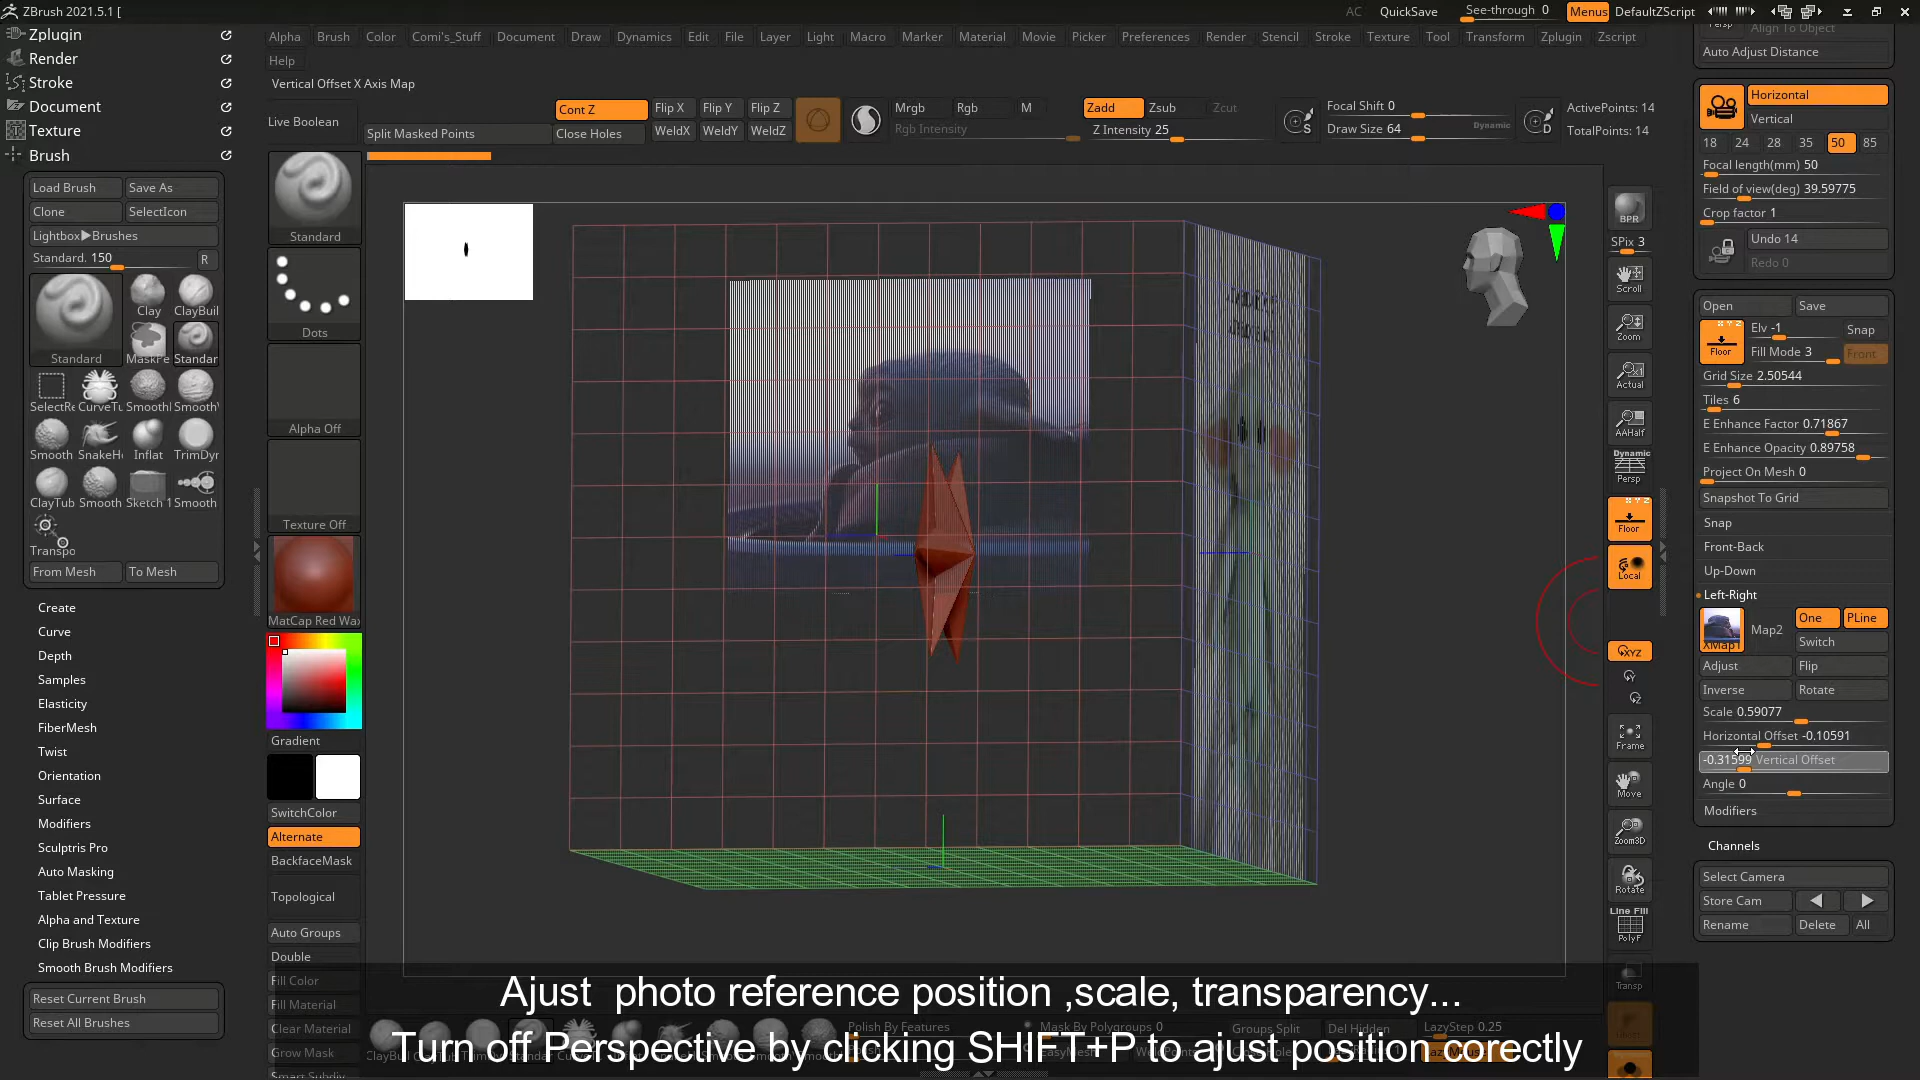 ZBrush 2021.5.1 [
AC
QuickSave
See-through 0
Menus
DefaultZScript
Zplugin
Render
Stroke
Document
Texture
Brush
Alpha
Brush
Color
Comi's_Stuff
Document
Draw
Dynamics
Edit
File
Layer
Light
Macro
Marker
Material
Movie
Picker
Preferences
Render
Stencil
Stroke
Texture
Tool
Transform
Zplugin
Zscript
Help
Vertical Offset X Axis Map
Live Boolean
Split Masked Points
Cont Z
Close Holes
Flip X
Flip Y
Flip Z
WeldX
WeldY
WeldZ
Mrgb
Rgb
M
Rgb Intensity
Zadd
Zsub
Zcut
Z Intensity 25
S
Focal Shift 0
Draw Size 64
Dynamic
D
ActivePoints: 14
TotalPoints: 14
Load Brush
Save As
Clone
SelectIcon
Lightbox▶Brushes
Standard. 150
R
Standard
Clay
ClayBuil
MaskPe
Standar
SelectRe
CurveTu
Smooth
Smooth
Smooth
SnakeHo
Inflat
TrimDyr
ClayTub
Smooth
Sketch 1
Smooth
Transpo
From Mesh
To Mesh
Create
Curve
Depth
Samples
Elasticity
FiberMesh
Twist
Orientation
Surface
Modifiers
Sculptris Pro
Auto Masking
Tablet Pressure
Alpha and Texture
Clip Brush Modifiers
Smooth Brush Modifiers
Reset Current Brush
Reset All Brushes
Standard
Dots
Alpha Off
Texture Off
MatCap Red Wax
Gradient
SwitchColor
Alternate
BackfaceMask
Topological
Auto Groups
Double
Fill Color
Fill Material
Clear Material
Grow Mask
BPR
SPix 3
Scroll
Zoom
Actual
AAHalf
Dynamic
Persp
X Y Z
Floor
Local
XYZ
Frame
Move
Zoom3D
Rotate
Line Fill
PolyF
Transp
Persp
Align To Object
Auto Adjust Distance
Horizontal
Vertical
18
24
28
35
50
85
Focal length(mm) 50
Field of view(deg) 39.59775
Crop factor 1
Undo 14
Redo 0
Open
Save
X Y Z
Floor
Elv -1
Snap
Fill Mode 3
Front
Grid Size 2.50544
Tiles 6
E Enhance Factor 0.71867
E Enhance Opacity 0.89758
Project On Mesh 0
Snapshot To Grid
Snap
Front-Back
Up-Down
Left-Right
XMap1
Map2
One
PLine
Switch
Adjust
Flip
Inverse
Rotate
Scale 0.59077
Horizontal Offset -0.10591
-0.31599 Vertical Offset
Angle 0
Modifiers
Channels
Select Camera
Store Cam
Rename
Delete
All
Ajust  photo reference position ,scale, transparency...
Polish By Features
Mask By Polygroups 0
Groups Split
Del Hidden
LazyStep 0.25
Turn off Perspective by clicking SHIFT+P to ajust position corectly